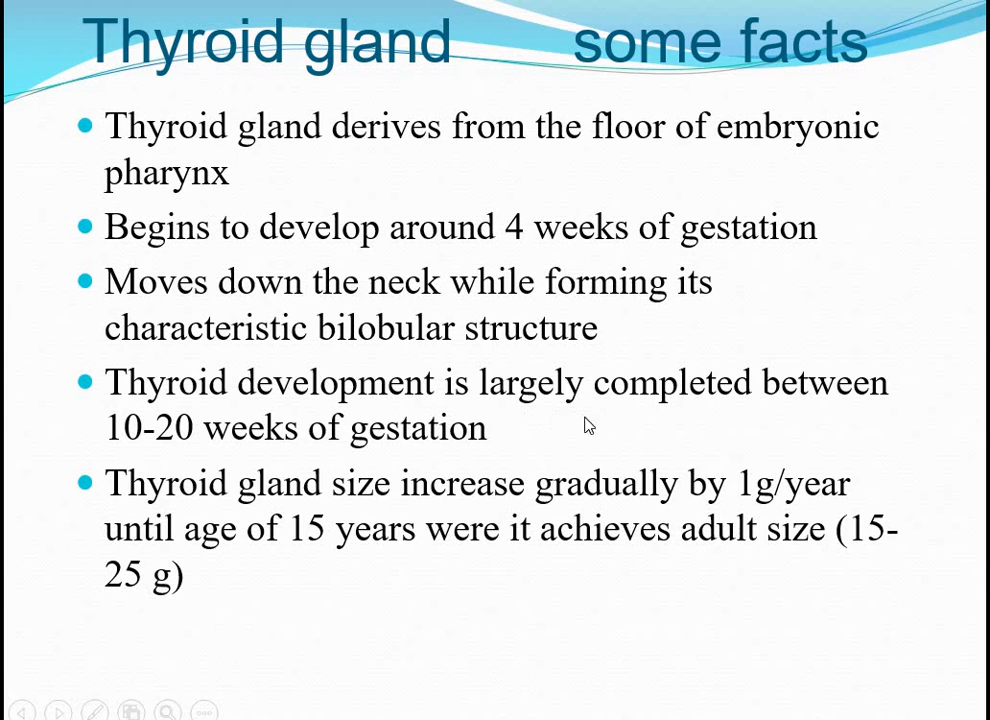 Thyroid gland some facts
Thyroid gland derives from the floor of embryonic
pharynx
Begins to develop around 4 weeks of gestation
Moves down the neck while forming its
characteristic bilobular structure
Thyroid development is largely completed between
10-20 weeks of gestation
Thyroid gland size increase gradually by 1g/year
until age of 15 years were it achieves adult size (15-
25 g)